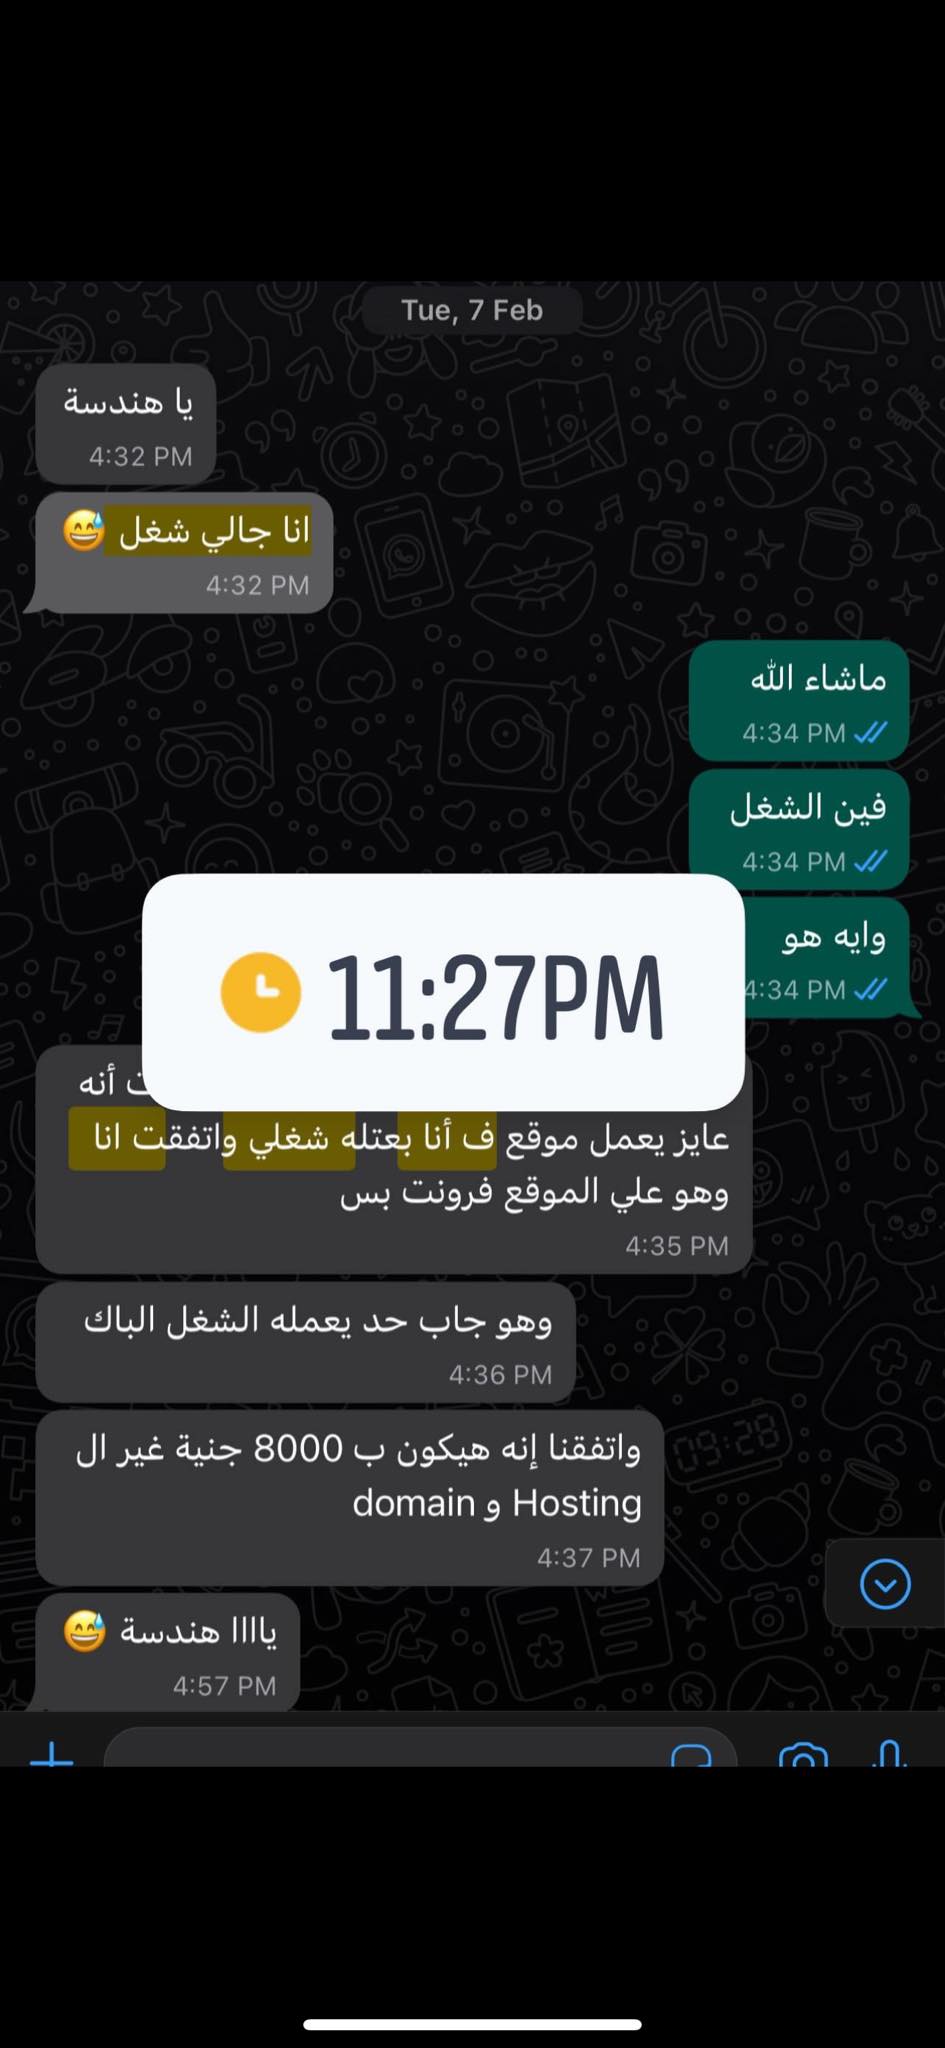 Tue, 7 Feb
يا هندسة
4:32 PM
انا جالي شغل 😅
4:32 PM
ماشاء الله
4:34 PM
فين الشغل
4:34 PM
وايه هو
4:34 PM
11:27PM
أنه
عايز يعمل موقع ف أنا بعتله شغلي واتفقت انا
وهو علي الموقع فرونت بس
4:35 PM
وهو جاب حد يعمله الشغل الباك
4:36 PM
واتفقنا إنه هيكون ب 8000 جنية غير ال
Hosting و domain
4:37 PM
ياااا هندسة 😅
4:57 PM